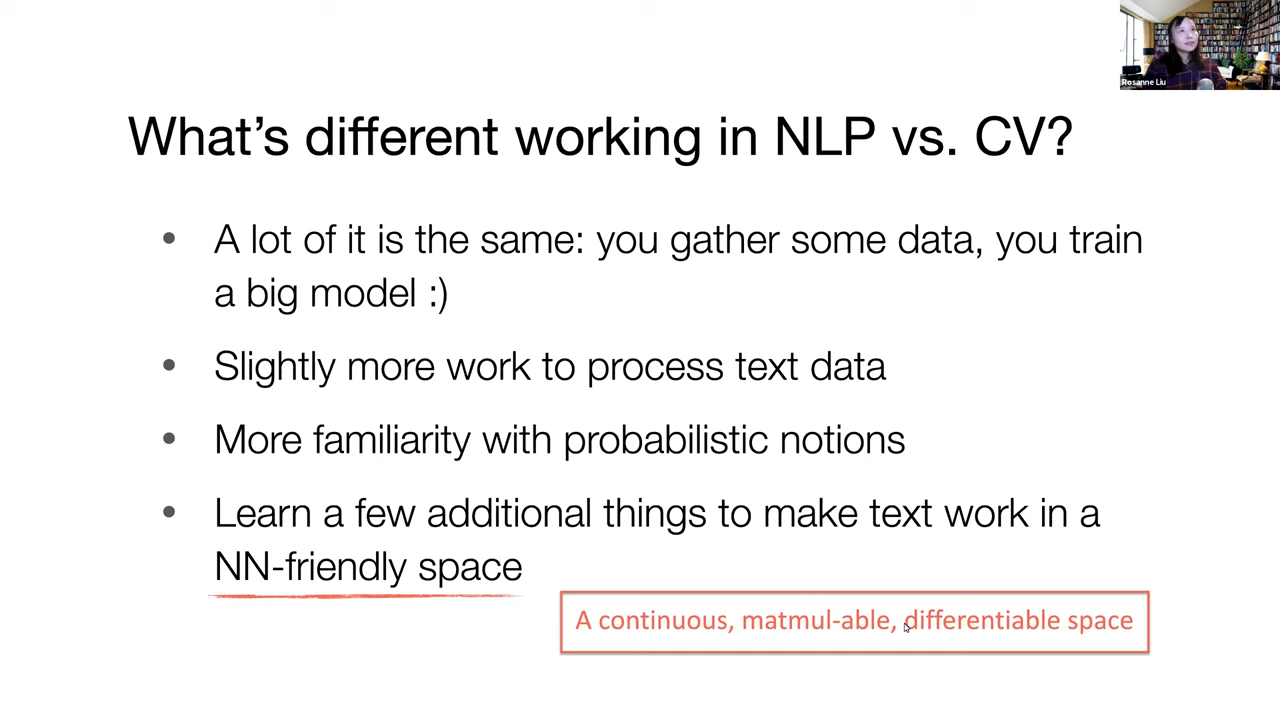 Rosanne Liu
What's different working in NLP vs. CV?
• A lot of it is the same: you gather some data, you train
a big model :)
• Slightly more work to process text data
• More familiarity with probabilistic notions
• Learn a few additional things to make text work in a
NN-friendly space
A continuous, matmul-able, differentiable space